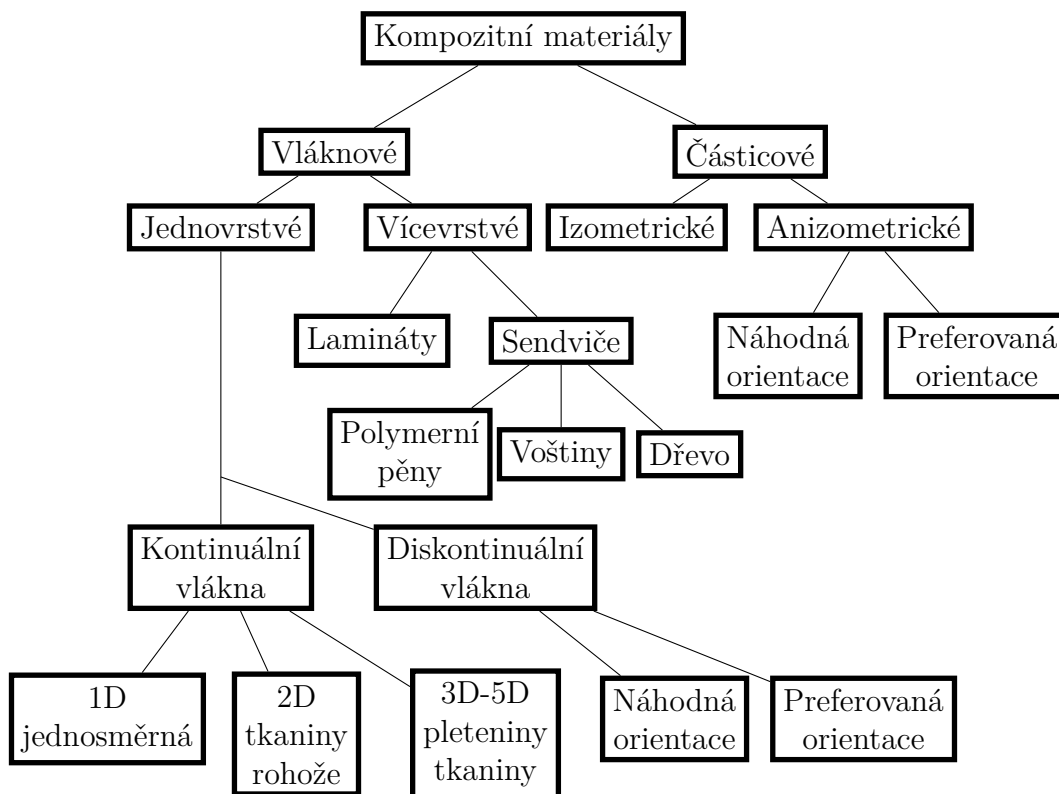 Kompozitní materiály
Vláknové
Částicové
Jednovrstvé
Vícevrstvé
Izometrické
Anizometrické
Lamináty
Sendviče
Náhodná
orientace
Preferovaná
orientace
Polymerní
pěny
Voštiny
Dřevo
Kontinuální
vlákna
Diskontinuální
vlákna
1D
jednosměrná
2D
tkaniny
rohože
3D-5D
pleteniny
tkaniny
Náhodná
orientace
Preferovaná
orientace